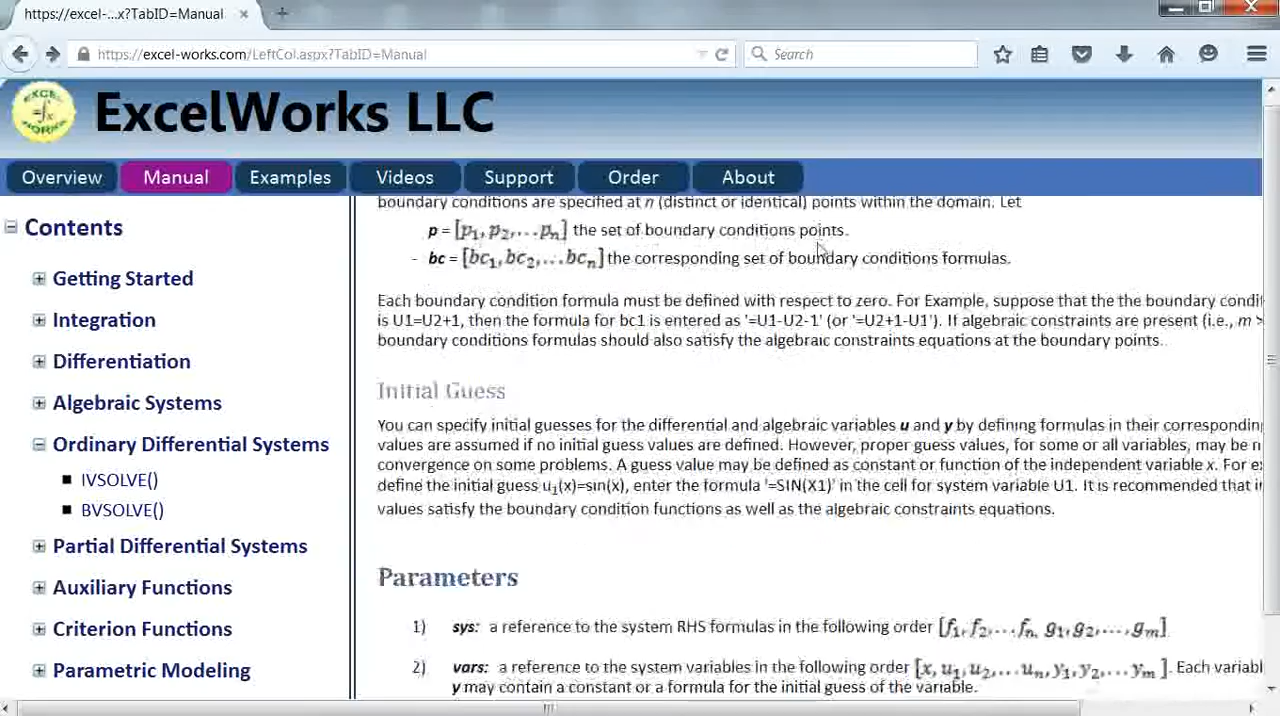 https://excel-...x?TabID=Manual
https://excel-works.com/LeftCol.aspx?TabID=Manual
Search
EXCEL
=fx
WORKS
ExcelWorks LLC
Overview
Manual
Examples
Videos
Support
Order
About
Contents
Getting Started
Integration
Differentiation
Algebraic Systems
Ordinary Differential Systems
IVSOLVE()
BVSOLVE()
Partial Differential Systems
Auxiliary Functions
Criterion Functions
Parametric Modeling
boundary conditions are specified at n (distinct or identical) points within the domain. Let
p = [p₁, p₂,... pₙ] the set of boundary conditions points.
- bc = [bc₁, bc₂,... bcₙ] the corresponding set of boundary conditions formulas.
Each boundary condition formula must be defined with respect to zero. For Example, suppose that the the boundary condi
is U1=U2+1, then the formula for bc1 is entered as '=U1-U2-1' (or '=U2+1-U1'). If algebraic constraints are present (i.e., m >
boundary conditions formulas should also satisfy the algebraic constraints equations at the boundary points.
Initial Guess
You can specify initial guesses for the differential and algebraic variables u and y by defining formulas in their correspondin
values are assumed if no initial guess values are defined. However, proper guess values, for some or all variables, may be n
convergence on some problems. A guess value may be defined as constant or function of the independent variable x. For e
define the initial guess u₁(x)=sin(x), enter the formula '=SIN(X1)' in the cell for system variable U1. It is recommended that i
values satisfy the boundary condition functions as well as the algebraic constraints equations.
Parameters
1) sys: a reference to the system RHS formulas in the following order [f₁, f₂,... fₙ, g₁, g₂,..., gₘ].
2) vars: a reference to the system variables in the following order [x, u₁, u₂,... uₙ, y₁, y₂,... yₘ]. Each variabl
y may contain a constant or a formula for the initial guess of the variable.